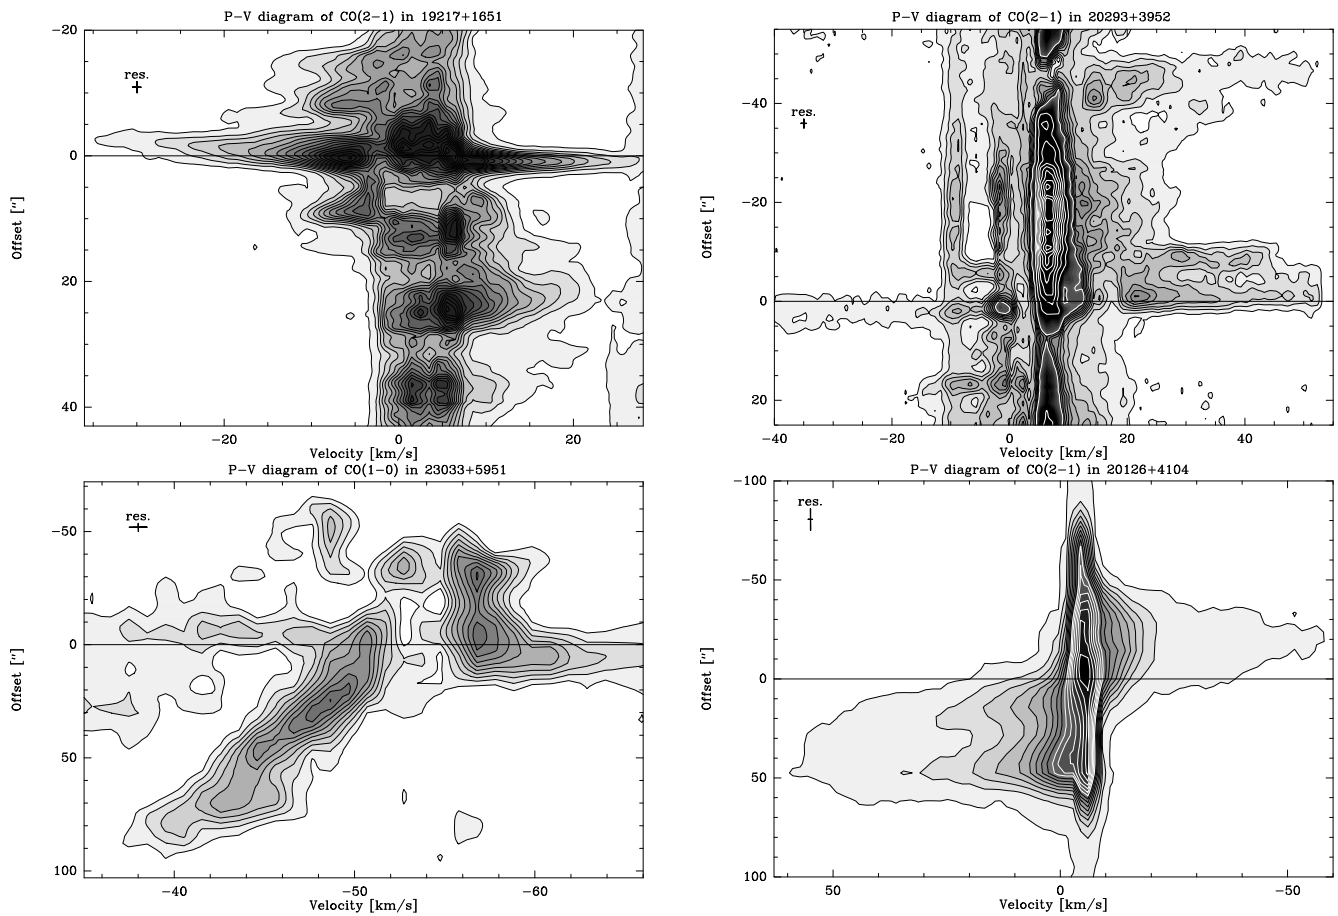 P-V diagram of CO(2-1) in 19217+1651
-20
0
20
40
res.
Offset ["]
-20
0
20
Velocity [km/s]
P-V diagram of CO(2-1) in 20293+3952
-40
-20
0
20
res.
Offset ["]
-40
-20
0
20
40
Velocity [km/s]
P-V diagram of CO(1-0) in 23033+5951
-50
0
50
100
res.
Offset ["]
-40
-50
-60
Velocity [km/s]
P-V diagram of CO(2-1) in 20126+4104
-100
-50
0
50
100
res.
Offset ["]
50
0
-50
Velocity [km/s]